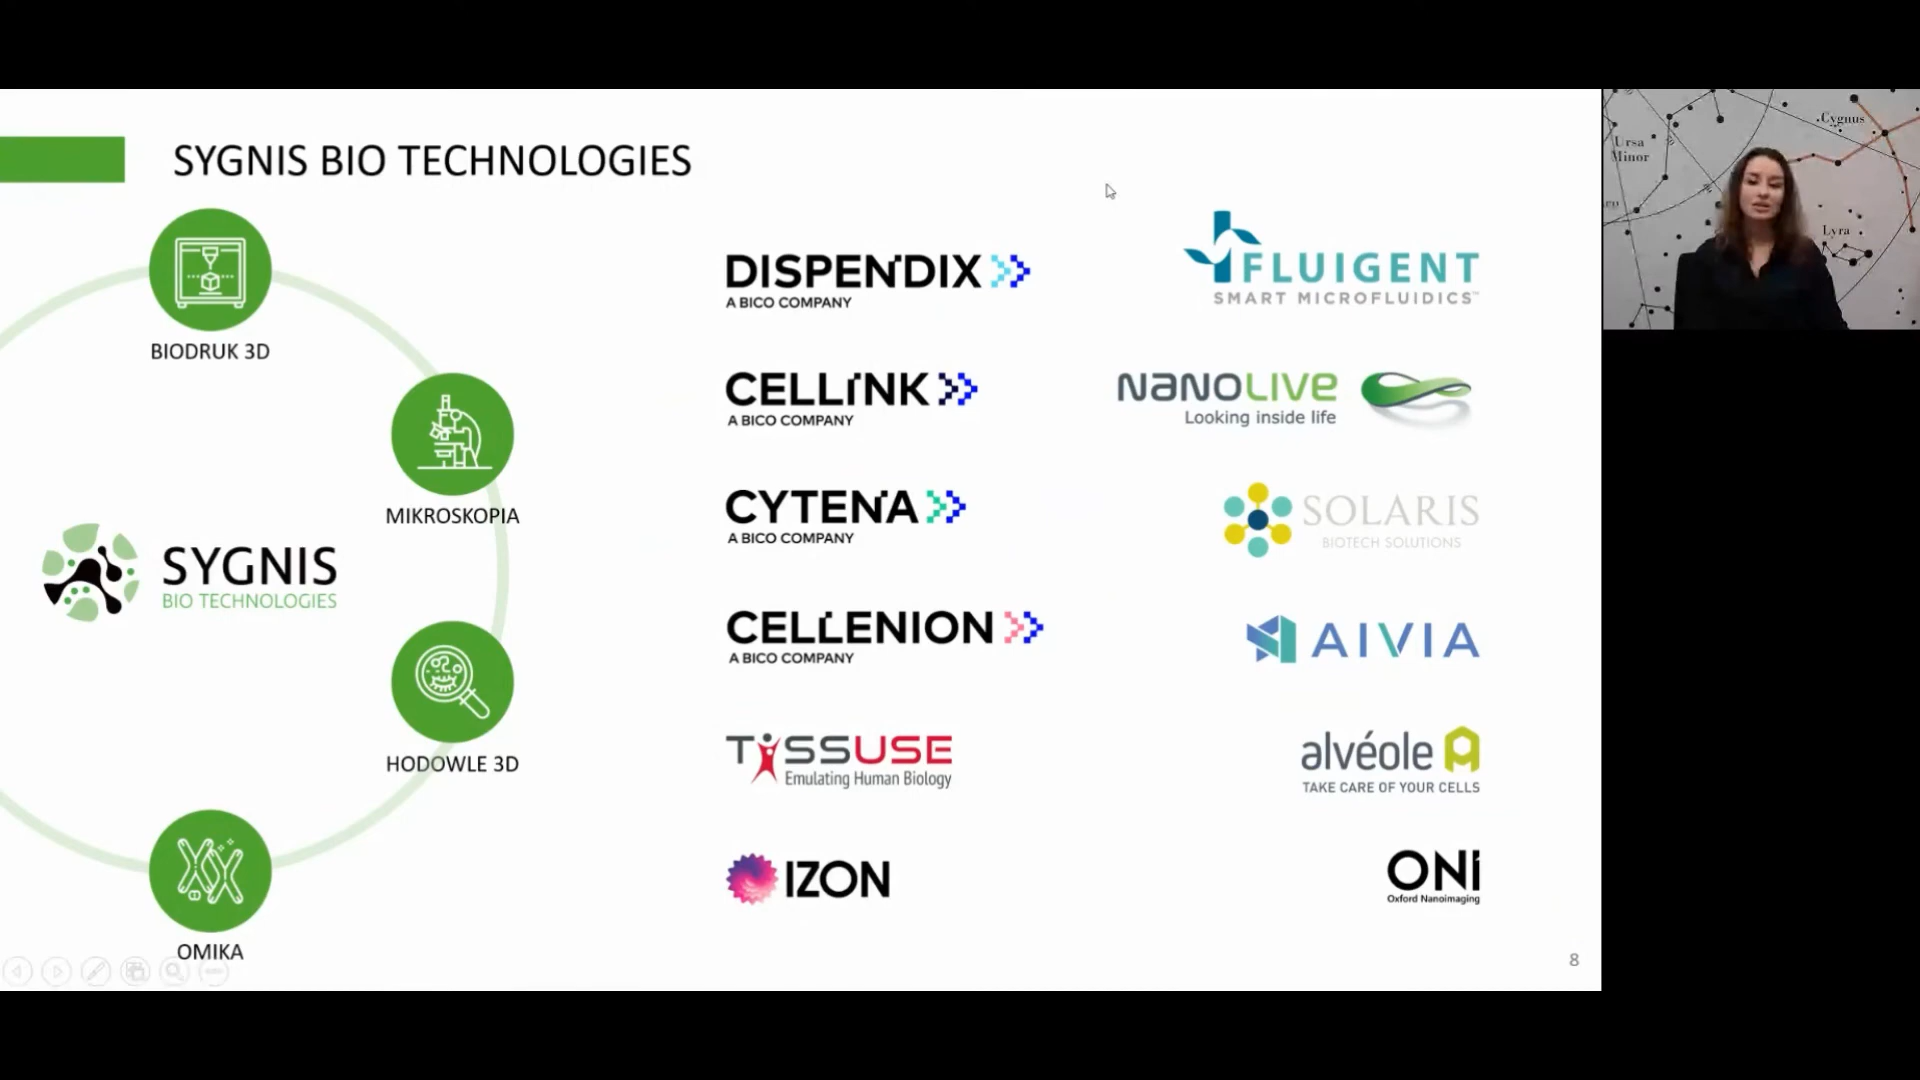 SYGNIS BIO TECHNOLOGIES
BIODRUK 3D
MIKROSKOPIA
SYGNIS
BIO TECHNOLOGIES
HODOWLE 3D
OMIKA
DISPENDIX
A BICO COMPANY
CELLINK
A BICO COMPANY
CYTENA
A BICO COMPANY
CELLENION
A BICO COMPANY
TISSUSE
Emulating Human Biology
IZON
FLUIGENT
SMART MICROFLUIDICS™
NANOLIVE
Looking inside life
SOLARIS
BIOTECH SOLUTIONS
AIVIA
alvéole
TAKE CARE OF YOUR CELLS
ONI
Oxford Nanoimaging
8
Cygnus
Ursa
Minor
Lyra